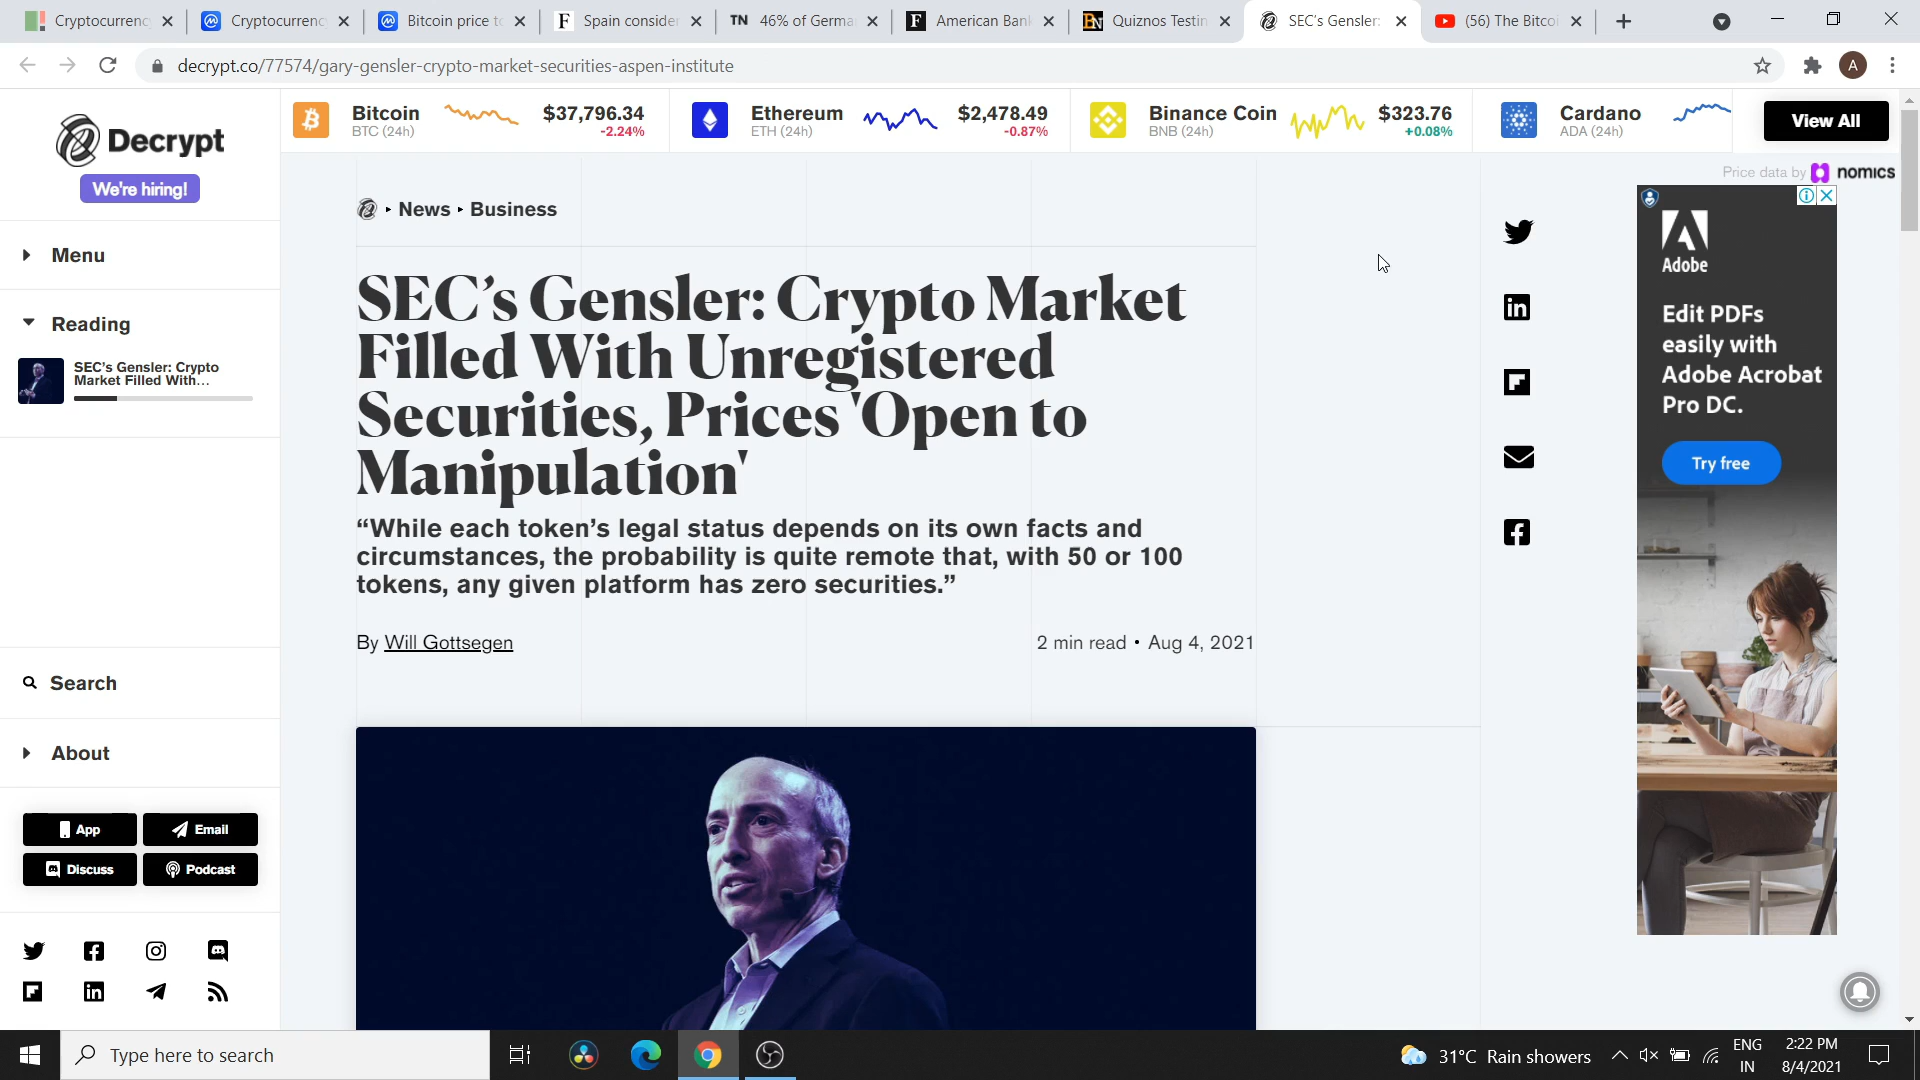 Cryptocurrenc
Cryptocurrenc
Bitcoin price to
Spain conside
TN 46% of Germa
American Ban
Quiznos Testin
SEC's Gensler:
(56) The Bitcoi
decrypt.co/77574/gary-gensler-crypto-market-securities-aspen-institute
A
Decrypt
We're hiring!
Bitcoin
BTC (24h)
$37,796.34
-2.24%
Ethereum
ETH (24h)
$2,478.49
-0.87%
Binance Coin
BNB (24h)
$323.76
+0.08%
Cardano
ADA (24h)
View All
Price data by nomics
Menu
Reading
SEC's Gensler: Crypto
Market Filled With...
Search
About
App
Email
Discuss
Podcast
News
Business
SEC's Gensler: Crypto Market
Filled With Unregistered
Securities, Prices 'Open to
Manipulation'
“While each token’s legal status depends on its own facts and
circumstances, the probability is quite remote that, with 50 or 100
tokens, any given platform has zero securities.”
By Will Gottsegen
2 min read • Aug 4, 2021
Adobe
Edit PDFs
easily with
Adobe Acrobat
Pro DC.
Try free
Type here to search
31°C Rain showers
ENG
IN
2:22 PM
8/4/2021